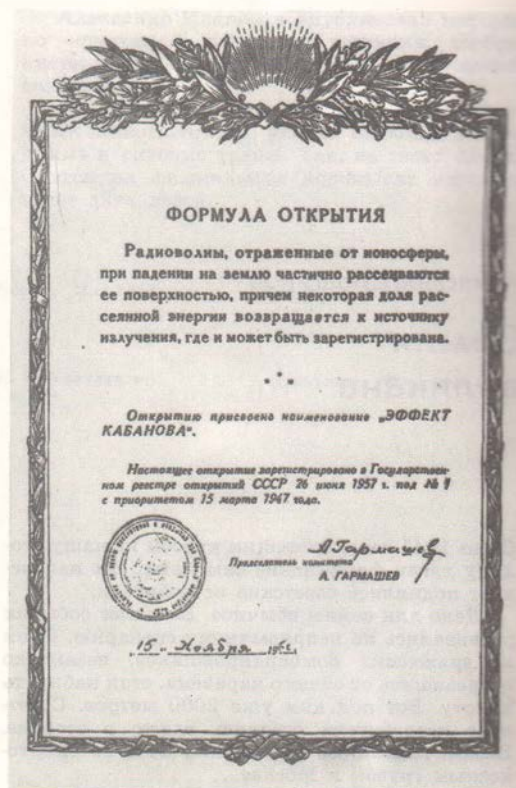 ФОРМУЛА ОТКРЫТИЯ
Радиоволны, отраженные от ионосферы,
при падении на землю частично рассеиваются
ее поверхностью, причем некоторая доля рас-
сеянной энергии возвращается к источнику
излучения, где и может быть зарегистрирована.
* * *
Открытию присвоено наименование „ЭФФЕКТ
КАБАНОВА".
Настоящее открытие зарегистрировано в Государствен-
ном реестре открытий СССР 26 июня 1957 г. под № 1
с приоритетом 15 марта 1947 года.
А Гармашев
Председатель комитета
А. ГАРМАШЕВ
„15" Ноября